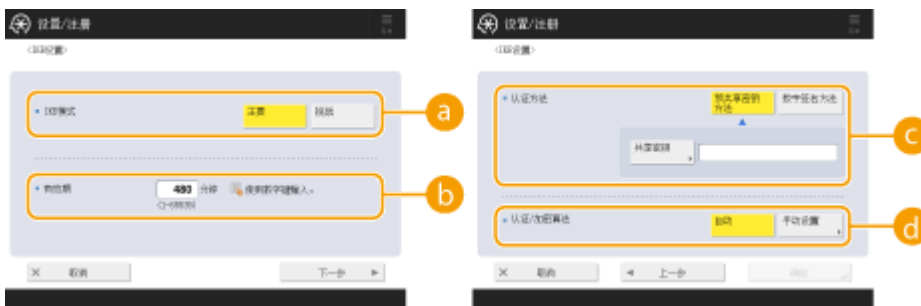 设置/注册
<IKE设置>
• IKE模式
主要
a
• 有效期
480 分钟
使用数字键输入。
(1-65535)
b
× 取消
下一步 ▶
设置/注册
<IKE设置>
• 认证方法
预共享密钥
方法
数字签名方法
共享密钥
c
• 认证/加密算法
自动
手动设置
d
× 取消
◀ 上一步